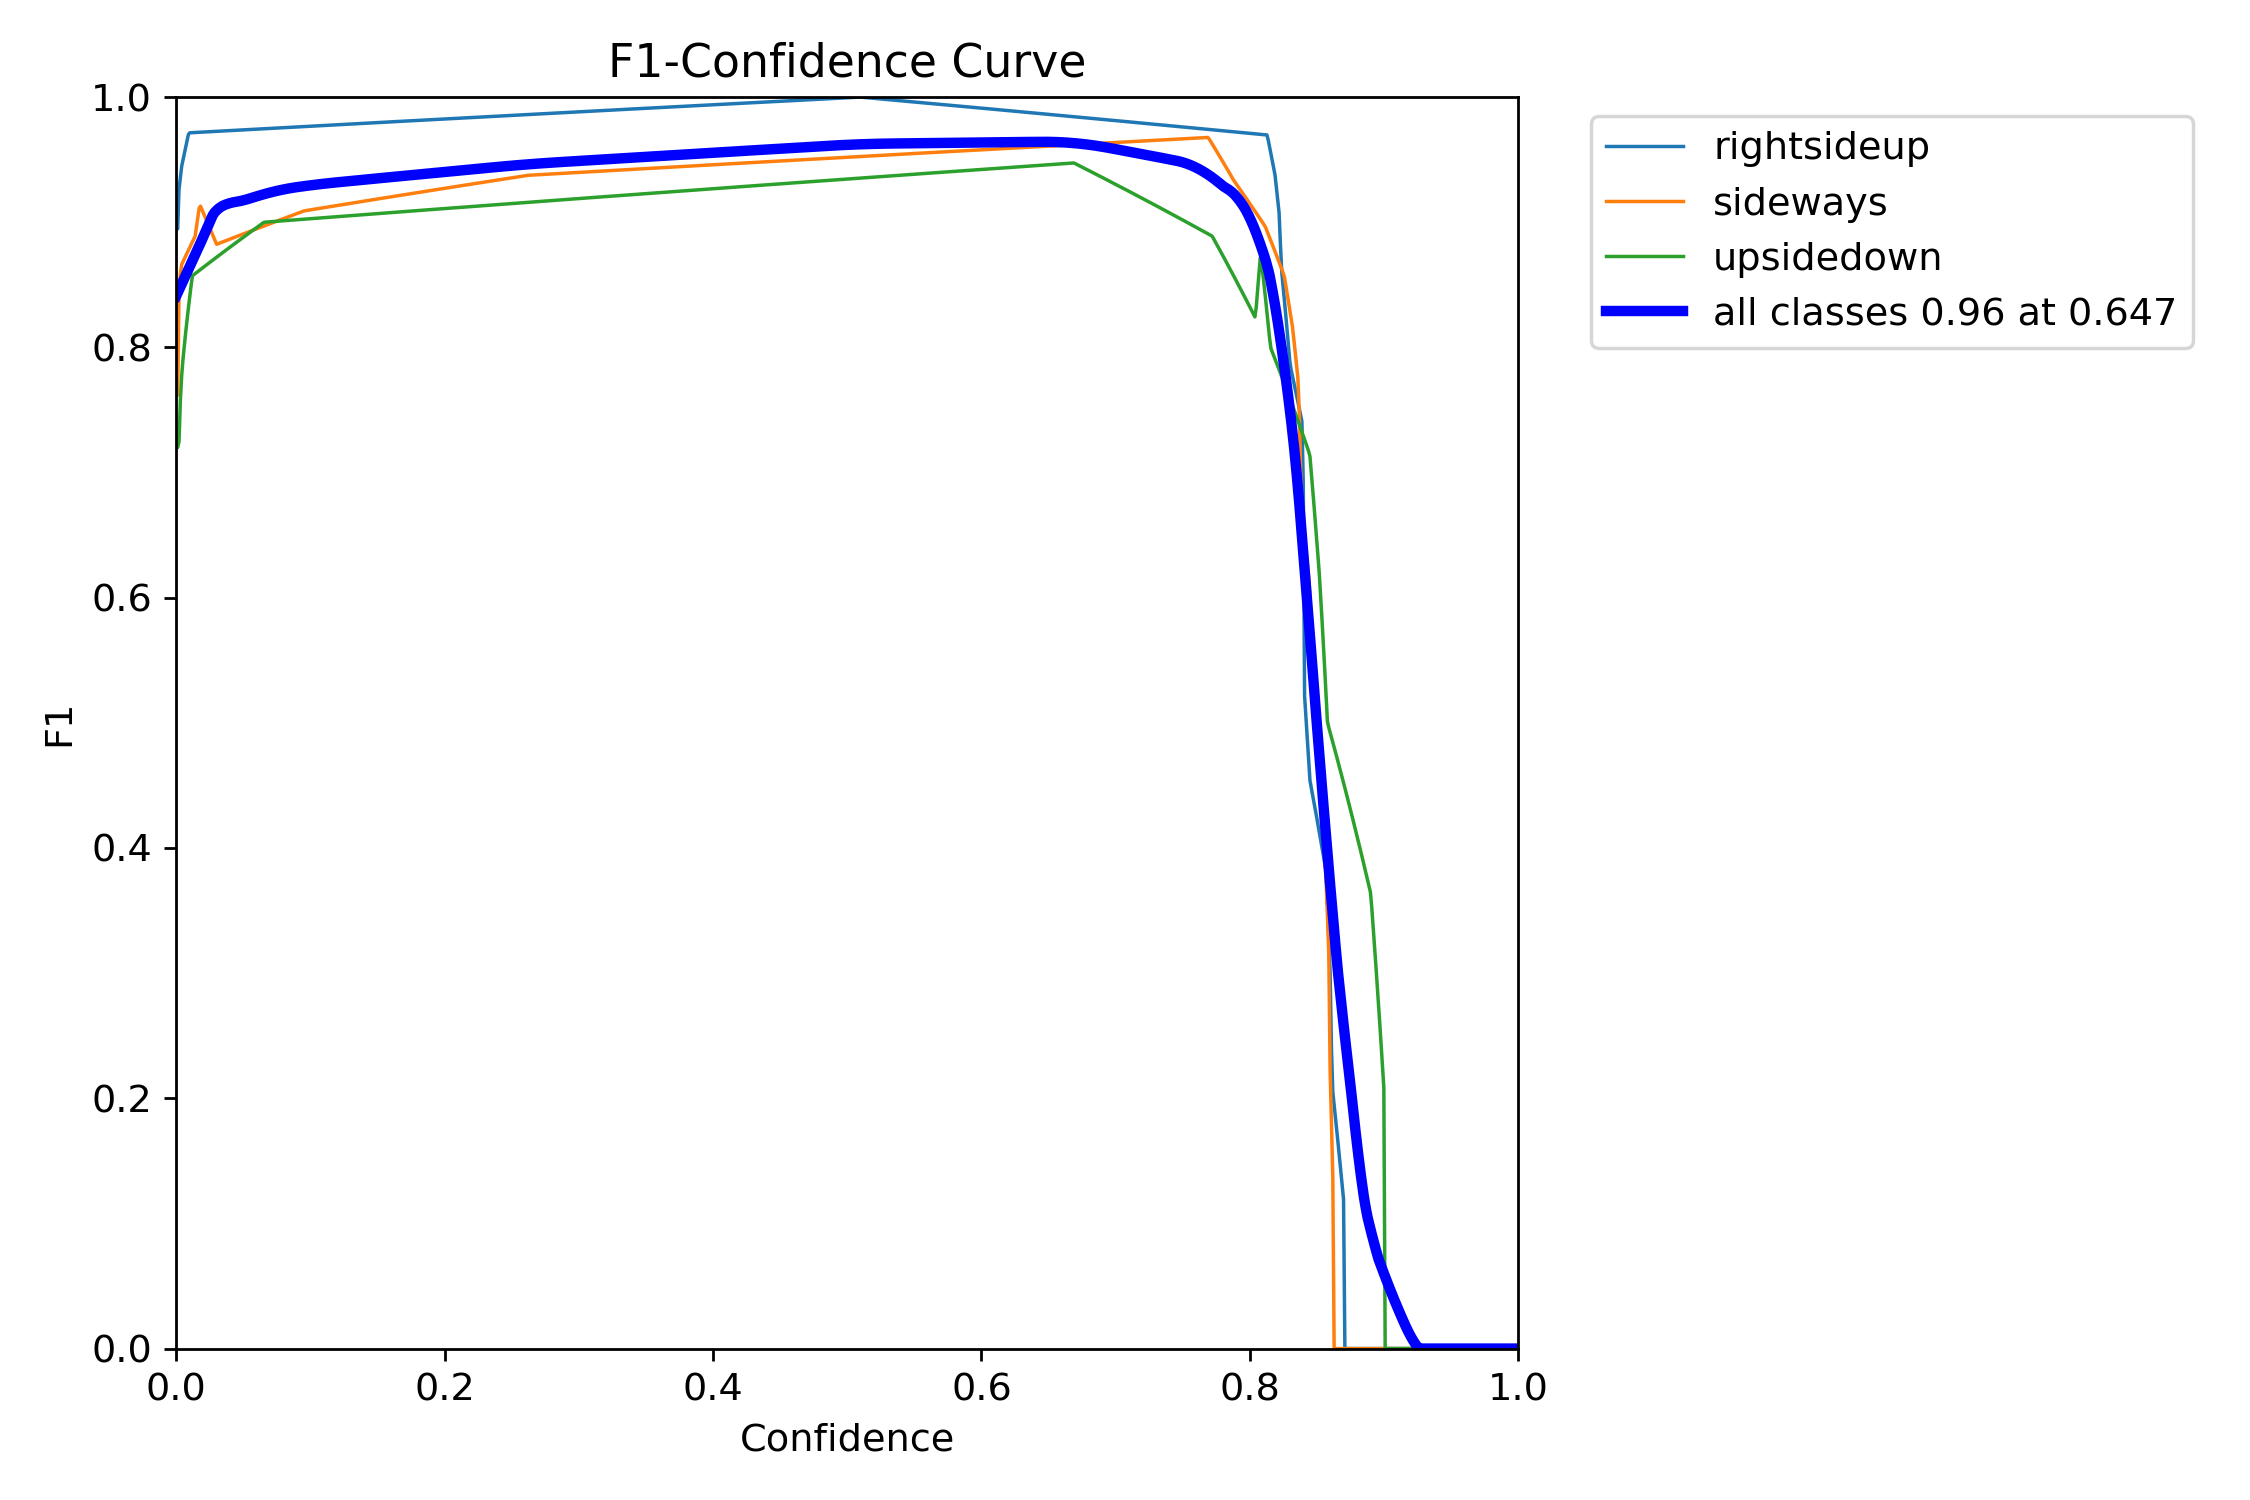 F1-Confidence Curve
1.0
0.8
0.6
0.4
0.2
0.0
F1
0.0 0.2 0.4 0.6 0.8 1.0
Confidence
rightsideup
sideways
upsidedown
all classes 0.96 at 0.647